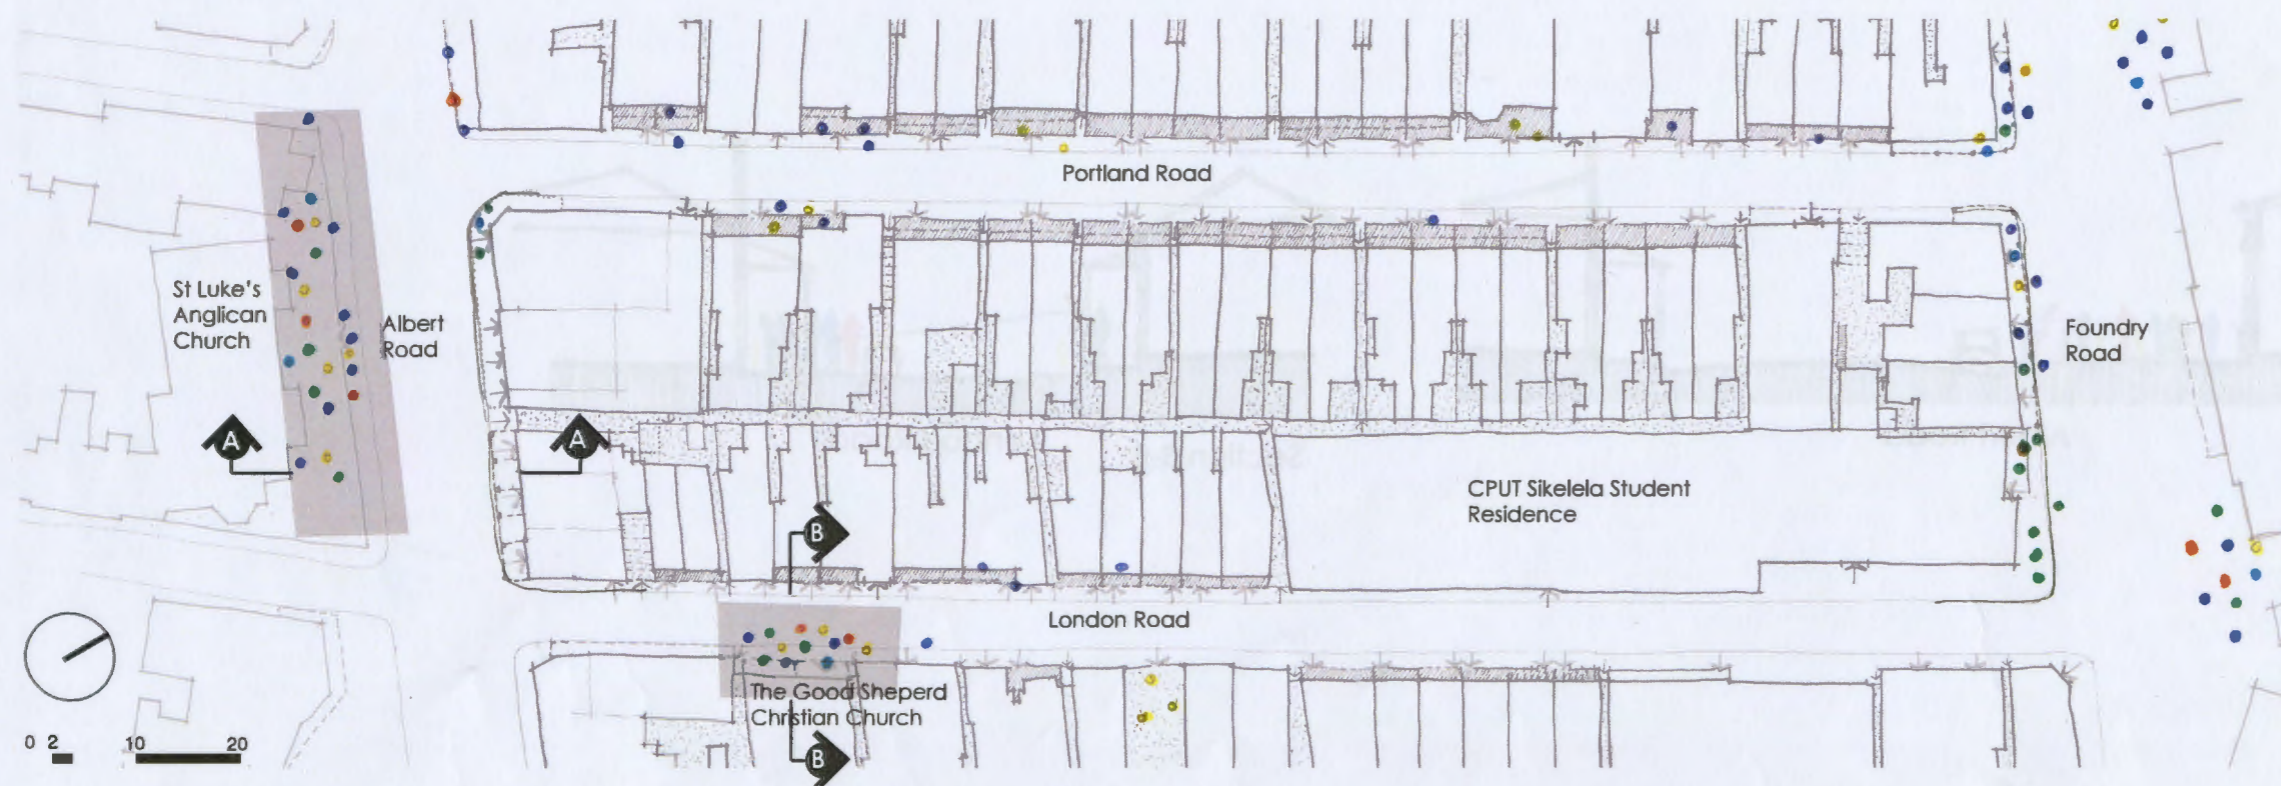 Portland Road
St Luke's
Anglican
Church
Albert
Road
Foundry
Road
A
A
CPUT Sikelela Student
Residence
B
London Road
The Good Sheperd
Christian Church
B
0 2 10 20